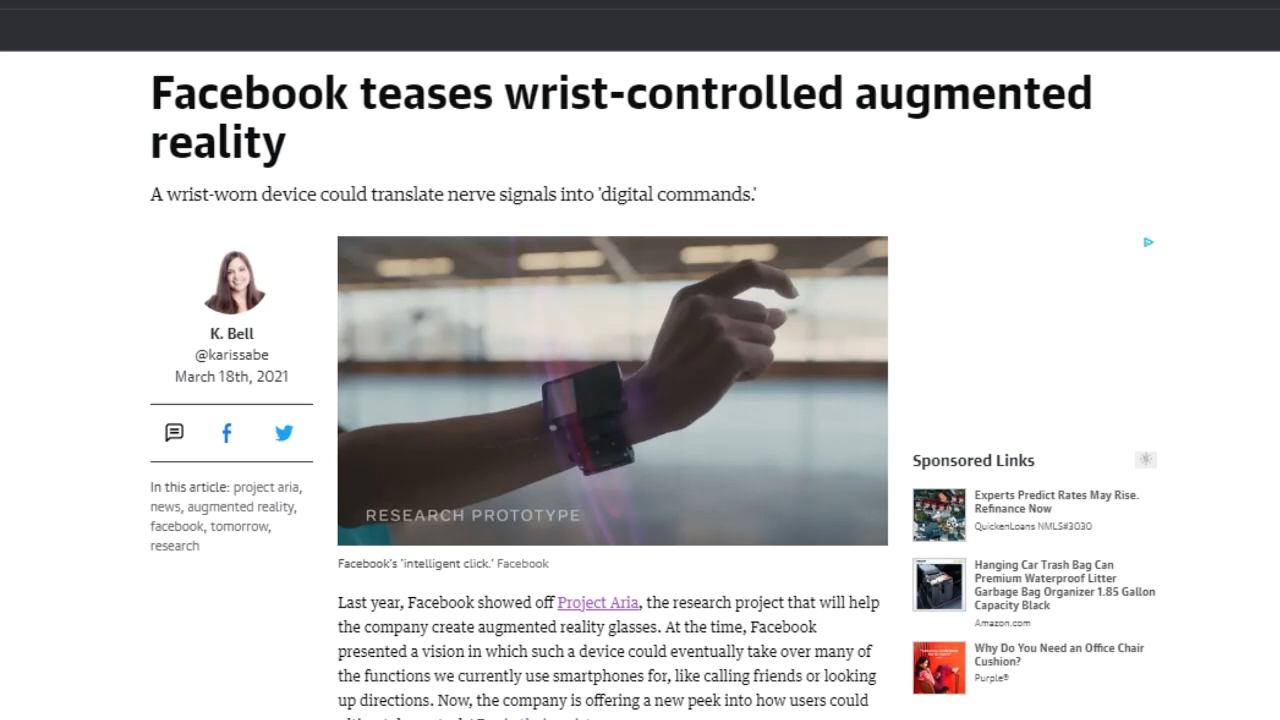 Facebook teases wrist-controlled augmented
reality
A wrist-worn device could translate nerve signals into 'digital commands.'
K. Bell
@karissabe
March 18th, 2021
In this article: project aria,
news, augmented reality,
facebook, tomorrow,
research
RESEARCH PROTOTYPE
Facebook's 'intelligent click.' Facebook
Last year, Facebook showed off Project Aria, the research project that will help
the company create augmented reality glasses. At the time, Facebook
presented a vision in which such a device could eventually take over many of
the functions we currently use smartphones for, like calling friends or looking
up directions. Now, the company is offering a new peek into how users could
Sponsored Links
Experts Predict Rates May Rise.
Refinance Now
QuickenLoans NMLS#3030
Hanging Car Trash Bag Can
Premium Waterproof Litter
Garbage Bag Organizer 1.85 Gallon
Capacity Black
Amazon.com
Why Do You Need an Office Chair
Cushion?
Purple®